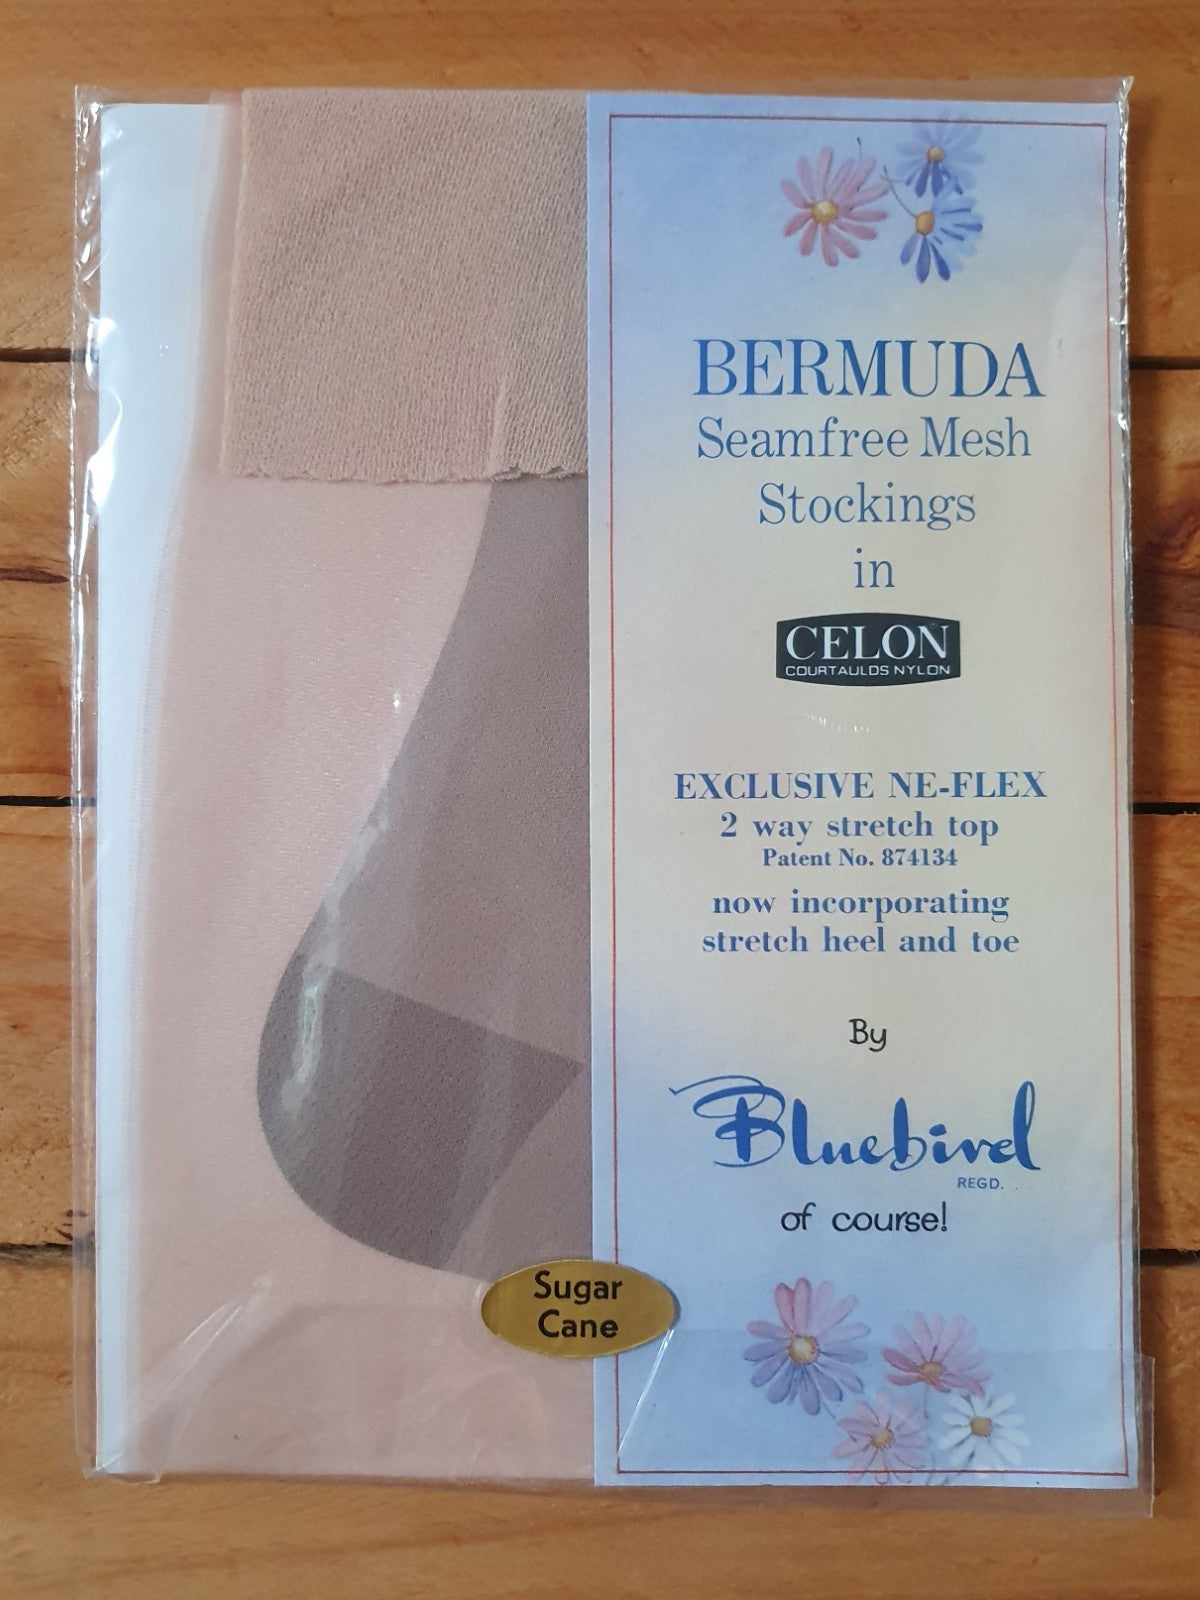 BERMUDA
Seamfree Mesh
Stockings
in
CELON
COURTAULDS NYLON
EXCLUSIVE NE-FLEX
2 way stretch top
Patent No. 874134
now incorporating
stretch heel and toe
By
Bluebird
REGD.
of course!
Sugar
Cane